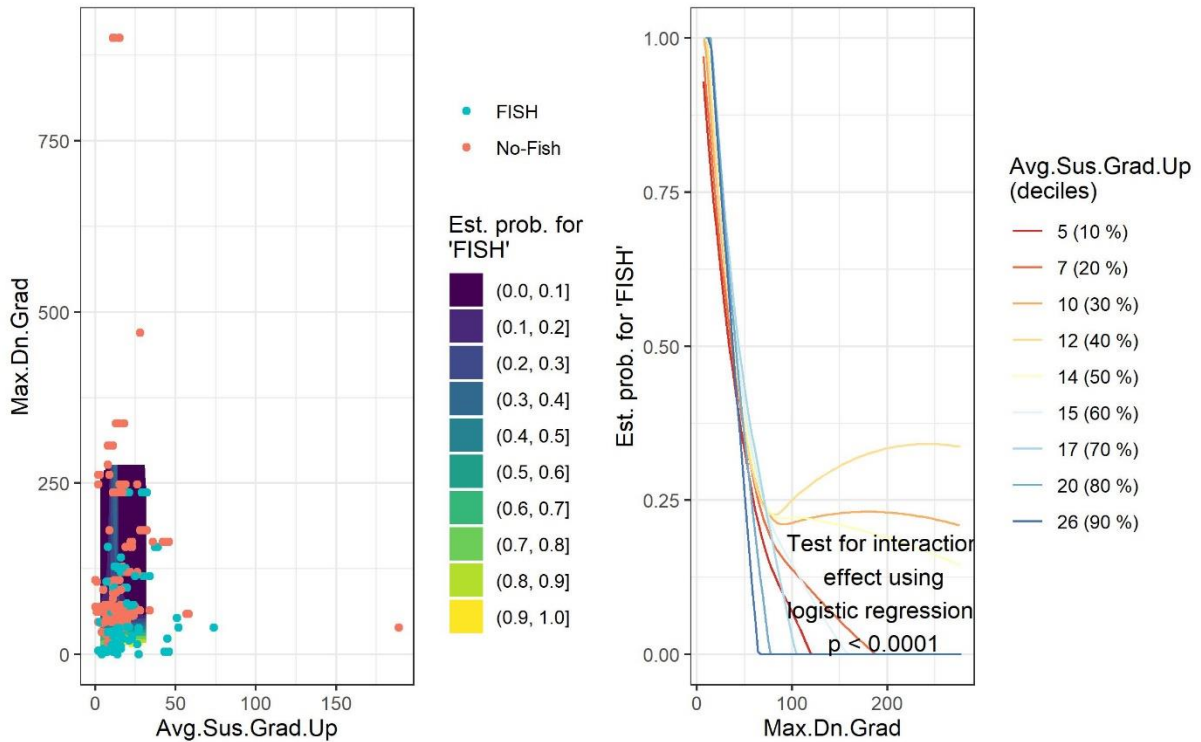 Max.Dn.Grad
750
500
250
0
0
50
100
150
Avg.Sus.Grad.Up
FISH
No-Fish
Est. prob. for
'FISH'
(0.0, 0.1]
(0.1, 0.2]
(0.2, 0.3]
(0.3, 0.4]
(0.4, 0.5]
(0.5, 0.6]
(0.6, 0.7]
(0.7, 0.8]
(0.8, 0.9]
(0.9, 1.0]
Est. prob. for 'FISH'
1.00
0.75
0.50
0.25
0.00
Test for interaction
effect using
logistic regression
p < 0.0001
0
100
200
Max.Dn.Grad
Avg.Sus.Grad.Up
(deciles)
5 (10 %)
7 (20 %)
10 (30 %)
12 (40 %)
14 (50 %)
15 (60 %)
17 (70 %)
20 (80 %)
26 (90 %)